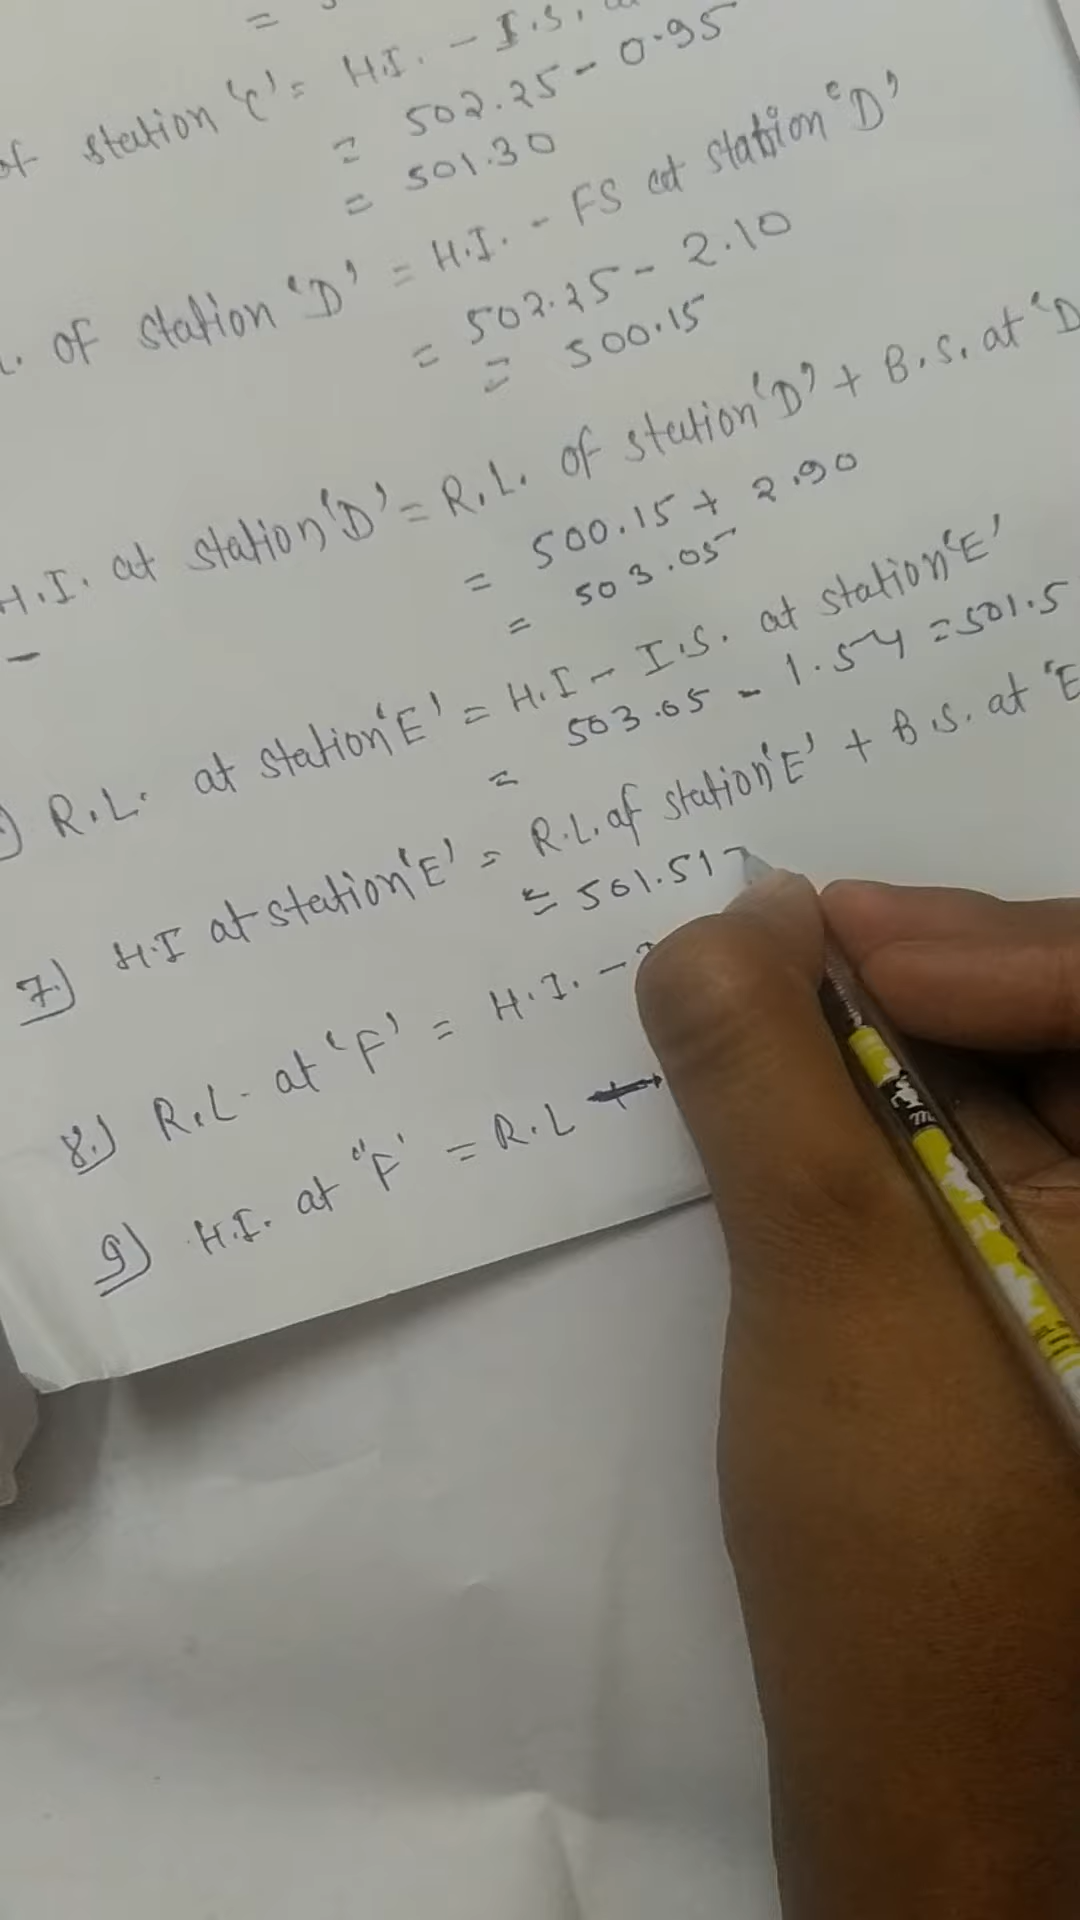 =
of station 'C' = H.I. - I.S.
= 502.25 - 0.95
= 501.30
. of station 'D' = H.I. - FS at station 'D'
= 502.25 - 2.10
= 500.15
H.I. at station 'D' = R.L. of station 'D' + B.S. at 'D
= 500.15 + 2.90
= 503.05
) R.L. at station 'E' = H.I - I.S. at station 'E'
= 503.05 - 1.54 = 501.5
7.) H.I at station 'E' = R.L. of station 'E' + B.S. at 'E
= 501.51
8.) R.L. at 'F' = H.I. -
9) H.I. at "F' = R.L